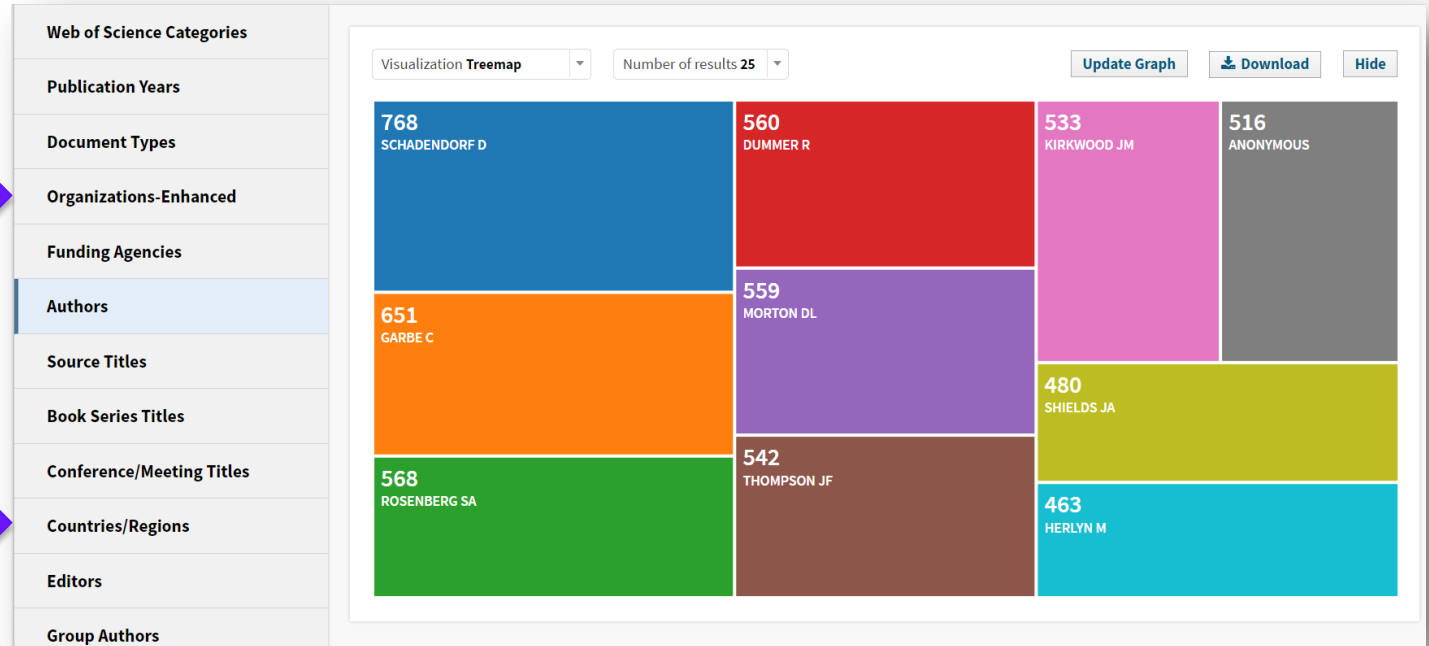 Web of Science Categories
Publication Years
Document Types
Organizations-Enhanced
Funding Agencies
Authors
Source Titles
Book Series Titles
Conference/Meeting Titles
Countries/Regions
Editors
Group Authors
Visualization Treemap
Number of results 25
Update Graph
Download
Hide
768
SCHADENDORF D
651
GARBE C
568
ROSENBERG SA
560
DUMMER R
559
MORTON DL
542
THOMPSON JF
533
KIRKWOOD JM
516
ANONYMOUS
480
SHIELDS JA
463
HERLYN M